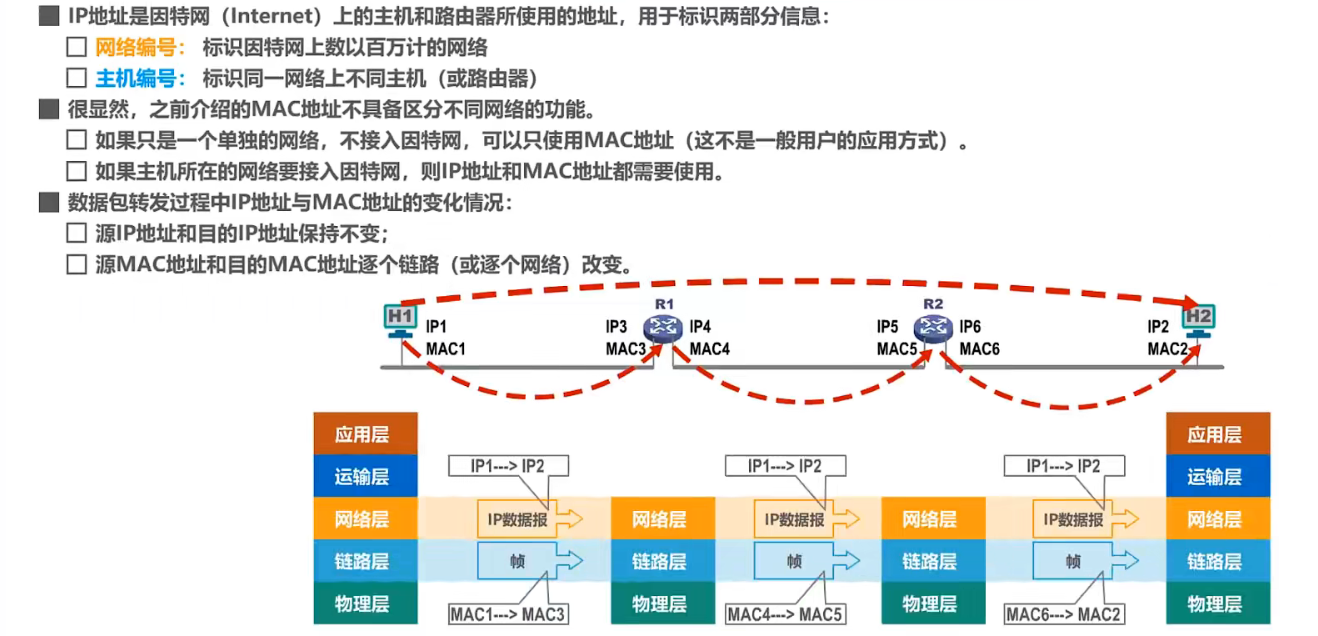 IP地址是因特网（Internet）上的主机和路由器所使用的地址，用于标识两部分信息：
网络编号： 标识因特网上数以百万计的网络
主机编号： 标识同一网络上不同主机（或路由器）
很显然，之前介绍的MAC地址不具备区分不同网络的功能。
如果只是一个单独的网络，不接入因特网，可以只使用MAC地址（这不是一般用户的应用方式）。
如果主机所在的网络要接入因特网，则IP地址和MAC地址都需要使用。
数据包转发过程中IP地址与MAC地址的变化情况：
源IP地址和目的IP地址保持不变；
源MAC地址和目的MAC地址逐个链路（或逐个网络）改变。
R1 R2
H1 H2
IP1 IP3 IP4 IP5 IP6 IP2
MAC1 MAC3 MAC4 MAC5 MAC6 MAC2
应用层 应用层
IP1---> IP2 IP1---> IP2 IP1---> IP2
运输层 运输层
网络层 IP数据报 网络层 IP数据报 网络层 IP数据报 网络层
链路层 帧 链路层 帧 链路层 帧 链路层
物理层 物理层 物理层 物理层
MAC1---> MAC3 MAC4---> MAC5 MAC6---> MAC2